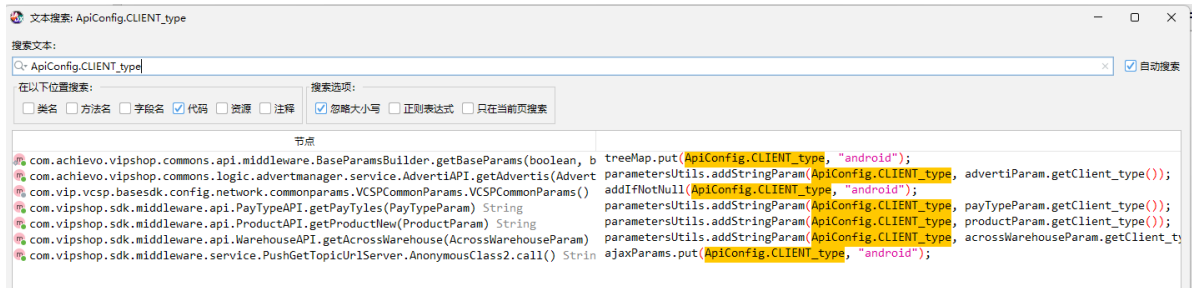 文本搜索: ApiConfig.CLIENT_type
搜索文本:
ApiConfig.CLIENT_type
自动搜索
在以下位置搜索: 搜索选项:
类名 方法名 字段名 代码 资源 注释 忽略大小写 正则表达式 只在当前页搜索
节点
com.achievo.vipshop.commons.api.middleware.BaseParamsBuilder.getBaseParams(boolean, b treeMap.put(ApiConfig.CLIENT_type, "android");
com.achievo.vipshop.commons.logic.advertmanager.service.AdvertiAPI.getAdvertis(Advert parametersUtils.addStringParam(ApiConfig.CLIENT_type, advertiParam.getClient_type());
com.vip.vcsp.basesdk.config.network.commonparams.VCSPCommonParams.VCSPCommonParams() addIfNotNull(ApiConfig.CLIENT_type, "android");
com.vipshop.sdk.middleware.api.PayTypeAPI.getPayTyles(PayTypeParam) String parametersUtils.addStringParam(ApiConfig.CLIENT_type, payTypeParam.getClient_type());
com.vipshop.sdk.middleware.api.ProductAPI.getProductNew(ProductParam) String parametersUtils.addStringParam(ApiConfig.CLIENT_type, productParam.getClient_type());
com.vipshop.sdk.middleware.api.WarehouseAPI.getAcrossWarehouse(AcrossWarehouseParam) parametersUtils.addStringParam(ApiConfig.CLIENT_type, acrossWarehouseParam.getClient_ty
com.vipshop.sdk.middleware.service.PushGetTopicUrlServer.AnonymousClass2.call() Strin ajaxParams.put(ApiConfig.CLIENT_type, "android");